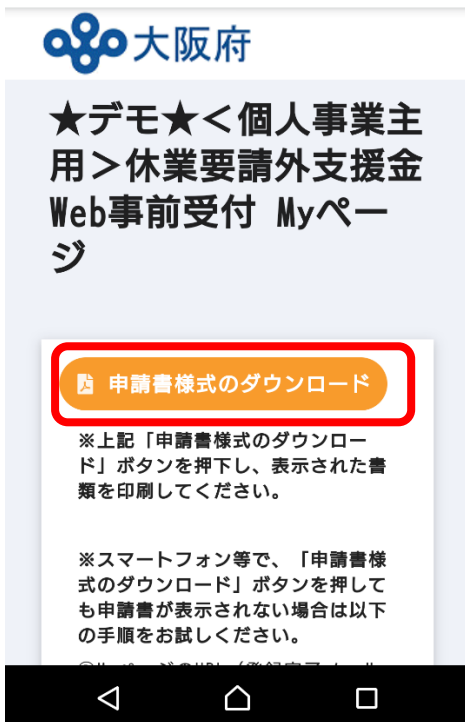 大阪府
★デモ★＜個人事業主
用＞休業要請外支援金
Web事前受付 Myペー
ジ
申請書様式のダウンロード
※上記「申請書様式のダウンロー
ド」ボタンを押下し、表示された書
類を印刷してください。
※スマートフォン等で、「申請書様
式のダウンロード」ボタンを押して
も申請書が表示されない場合は以下
の手順をお試しください。